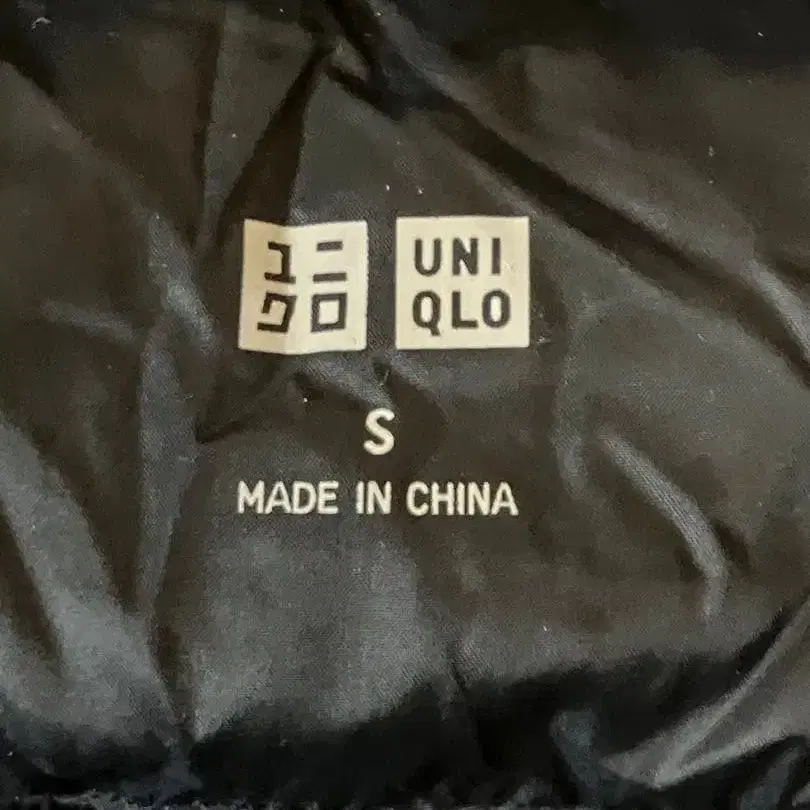 ユニ
クロ
UNI
QLO
S
MADE IN CHINA